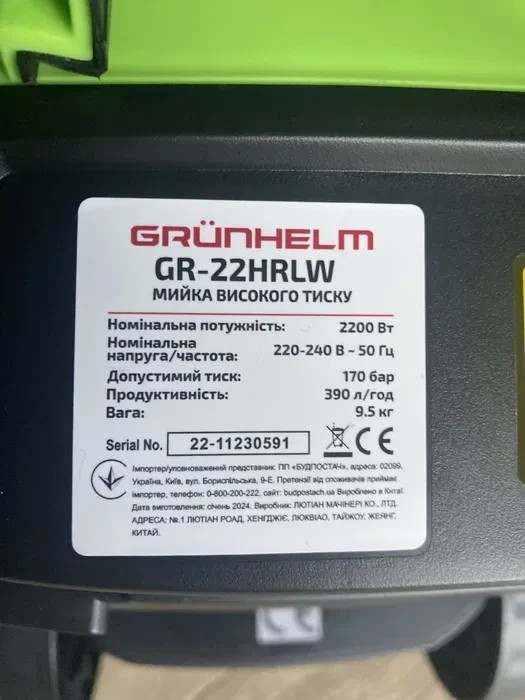 GRÜNHELM
GR-22HRLW
МИЙКА ВИСОКОГО ТИСКУ
Номінальна потужність: 2200 Вт
Номінальна напруга/частота: 220-240 В ~ 50 Гц
Допустимий тиск: 170 бар
Продуктивність: 390 л/год
Вага: 9.5 кг
Serial No. 22-11230591
CE
Імпортер/уповноважений представник: ПП «БУДПОСТАЧ», адреса: 02099,
Україна, Київ, вул. Бориспільська, 9-Е. Претензії від споживачів приймає
імпортер, телефон: 0-800-200-222, сайт: budpostach.ua Вироблено в Китаї.
Дата виготовлення: січень 2024. Виробник: ЛЮТІАН МАЧІНЕРІ КО., ЛТД.
АДРЕСА: №.1 ЛЮТІАН РОАД, ХЕНГДЖІЄ, ЛЮКВІАО, ТАЙЖОУ, ЖЕЯНГ,
КИТАЙ.